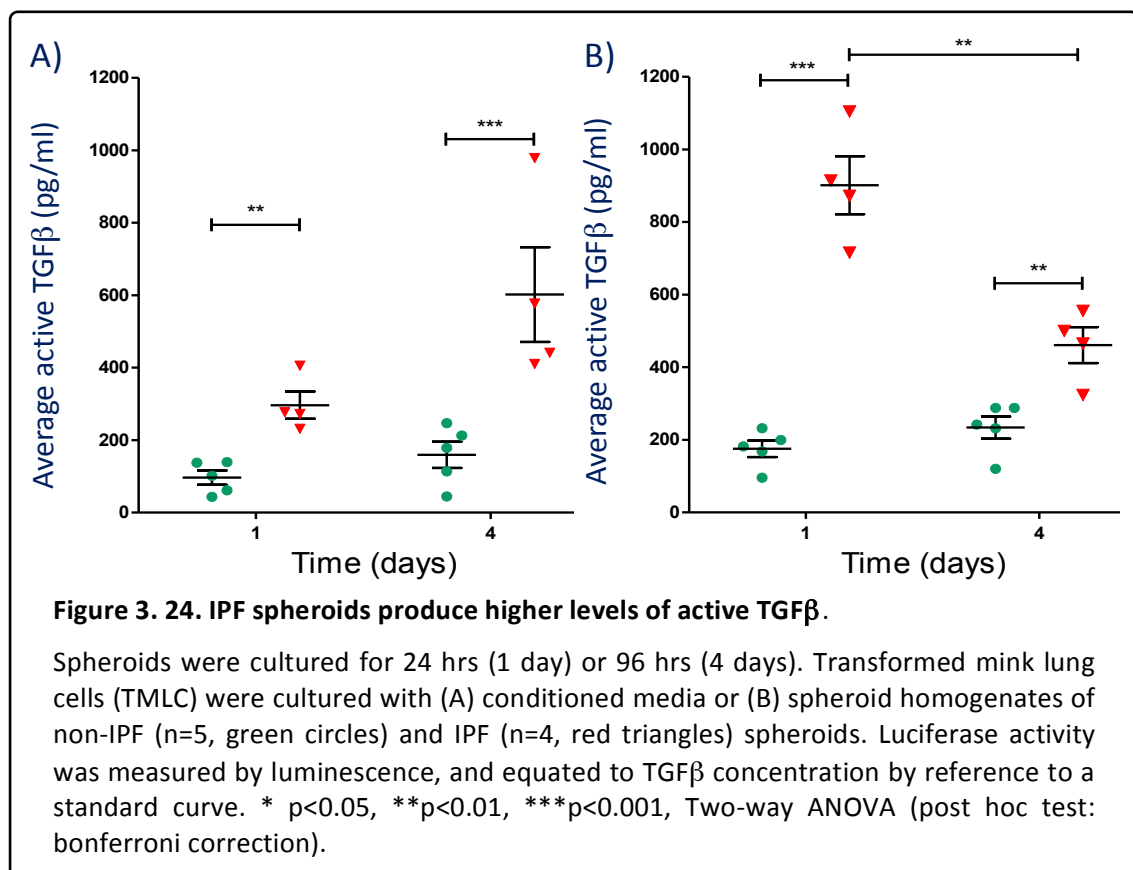 A)
Average active TGFβ (pg/ml)
1200
1000
800
600
400
200
0
**
***
1
4
Time (days)
B)
Average active TGFβ (pg/ml)
1200
1000
800
600
400
200
0
***
**
**
1
4
Time (days)
Figure 3. 24. IPF spheroids produce higher levels of active TGFβ.
Spheroids were cultured for 24 hrs (1 day) or 96 hrs (4 days). Transformed mink lung
cells (TMLC) were cultured with (A) conditioned media or (B) spheroid homogenates of
non-IPF (n=5, green circles) and IPF (n=4, red triangles) spheroids. Luciferase activity
was measured by luminescence, and equated to TGFβ concentration by reference to a
standard curve. * p<0.05, **p<0.01, ***p<0.001, Two-way ANOVA (post hoc test:
bonferroni correction).